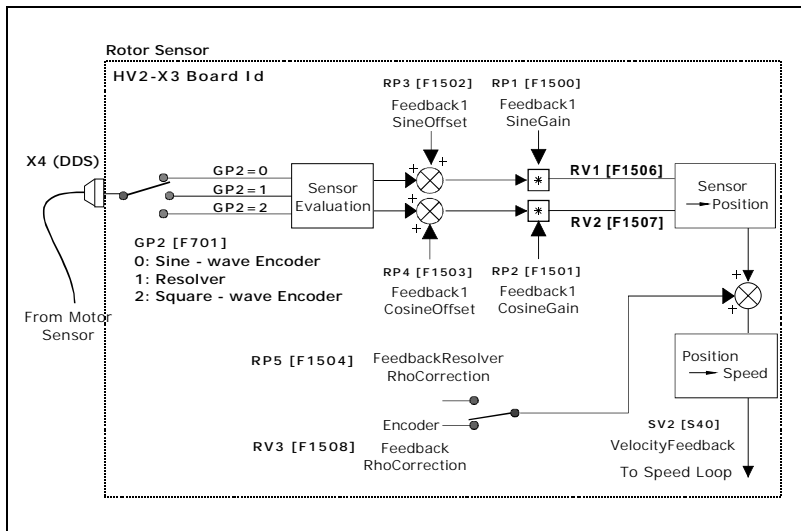 Rotor Sensor
HV2-X3 Board Id
RP3 [F1502]
Feedback1
SineOffset
RP1 [F1500]
Feedback1
SineGain
X4 (DDS)
GP2=0
GP2=1
GP2=2
Sensor
Evaluation
+
+
*
RV1 [F1506]
Sensor
Position
+
+
*
RV2 [F1507]
GP2 [F701]
0: Sine - wave Encoder
1: Resolver
2: Square - wave Encoder
RP4 [F1503]
Feedback1
CosineOffset
RP2 [F1501]
Feedback1
CosineGain
+
+
From Motor
Sensor
RP5 [F1504]
FeedbackResolver
RhoCorrection
Position
Speed
Encoder
RV3 [F1508]
Feedback
RhoCorrection
SV2 [S40]
VelocityFeedback
To Speed Loop